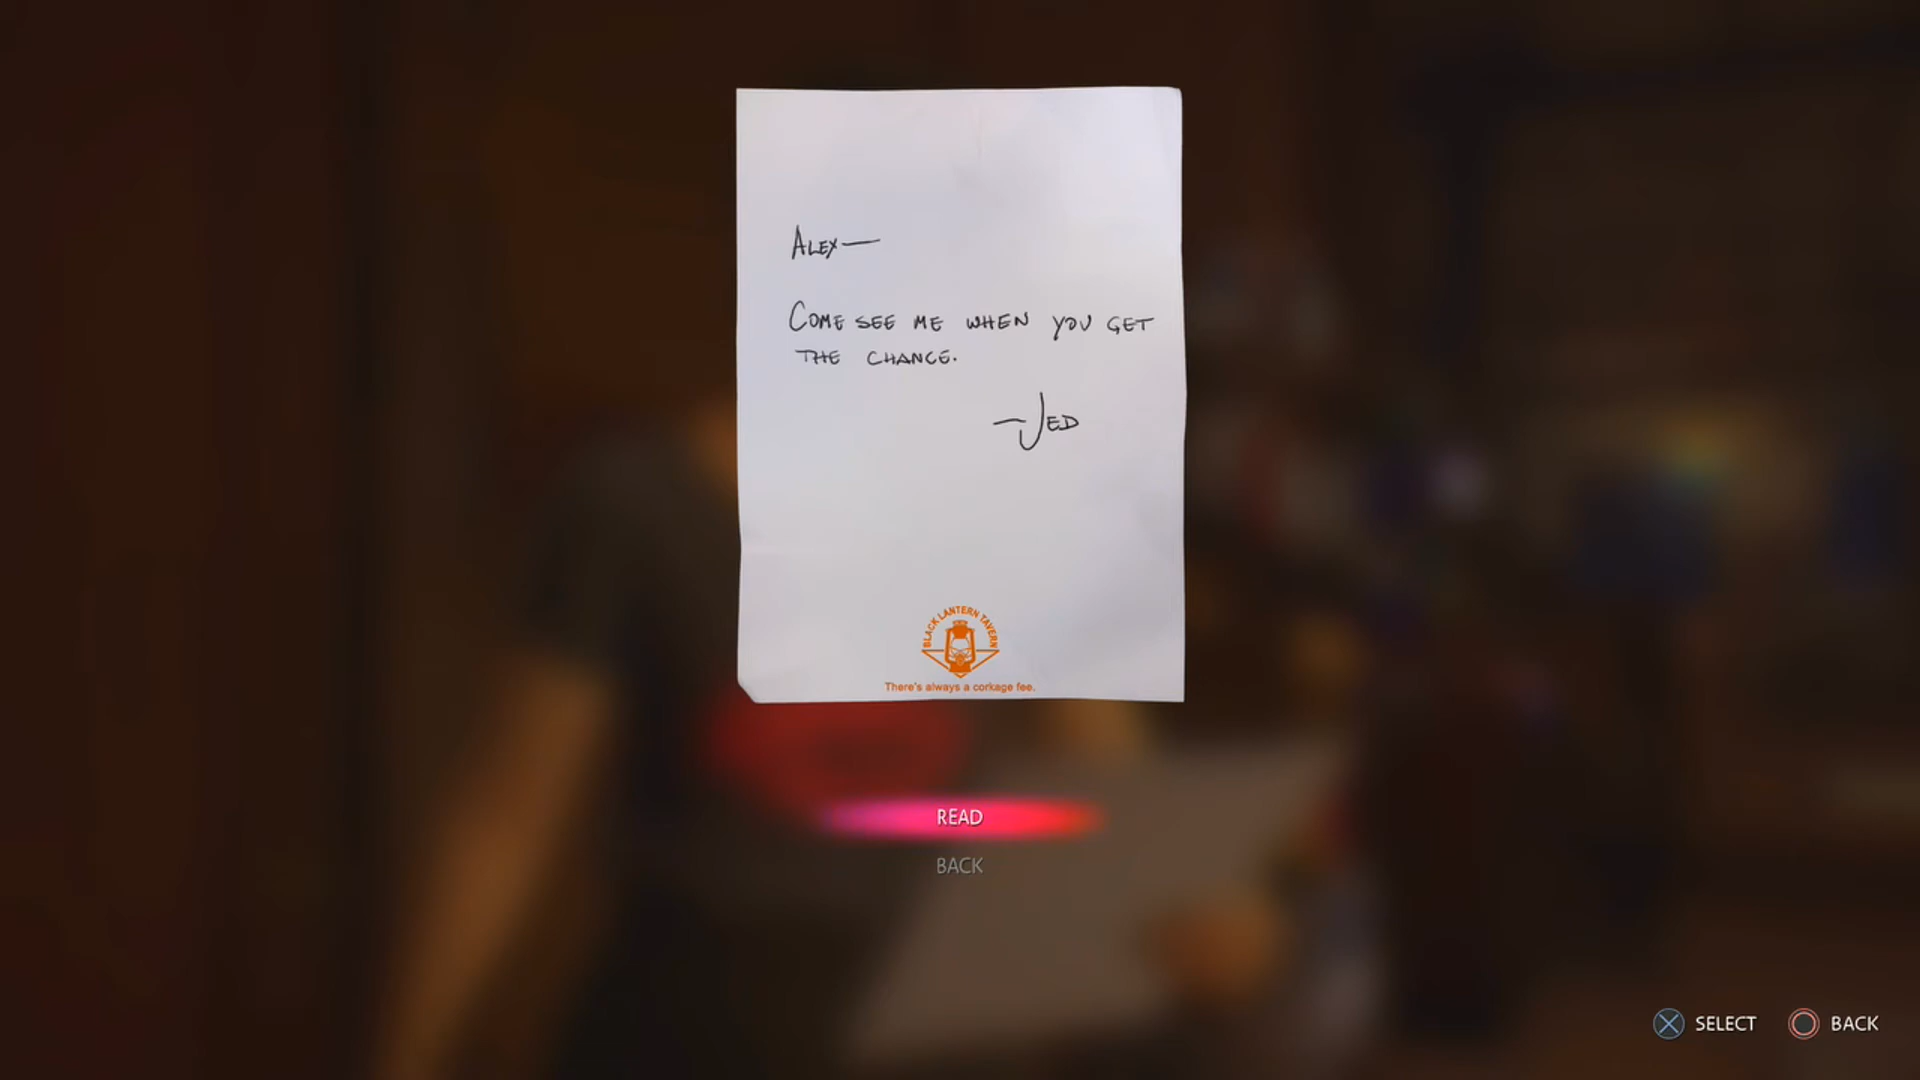 ALEX—
COME SEE ME WHEN YOU GET
THE CHANCE.
—JED
BLACK LANTERN TAVERN
There's always a corkage fee.
READ
BACK
SELECT BACK